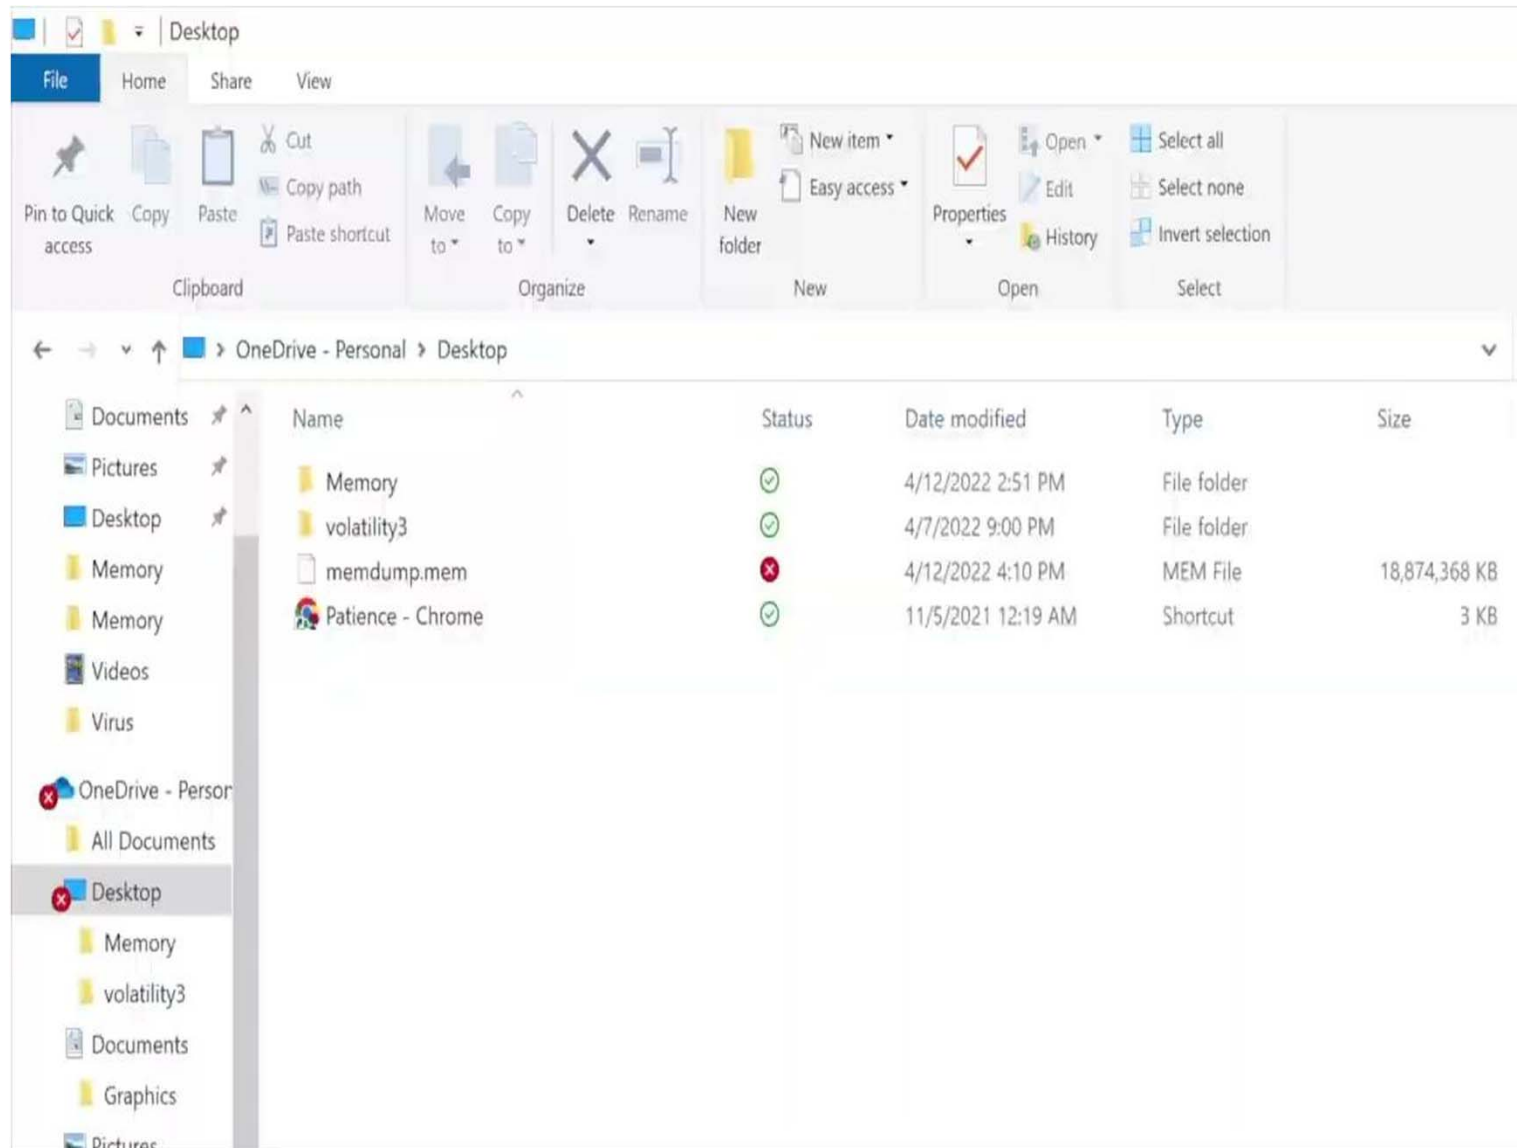 Desktop
File Home Share View
Pin to Quick access
Copy
Paste
Cut
Copy path
Paste shortcut
Clipboard
Move to
Copy to
Delete
Rename
Organize
New folder
New item
Easy access
New
Properties
Open
Edit
History
Open
Select all
Select none
Invert selection
Select
OneDrive - Personal > Desktop
Documents
Pictures
Desktop
Memory
Memory
Videos
Virus
OneDrive - Person
All Documents
Desktop
Memory
volatility3
Documents
Graphics
Pictures
Name Status Date modified Type Size
Memory 4/12/2022 2:51 PM File folder
volatility3 4/7/2022 9:00 PM File folder
memdump.mem 4/12/2022 4:10 PM MEM File 18,874,368 KB
Patience - Chrome 11/5/2021 12:19 AM Shortcut 3 KB